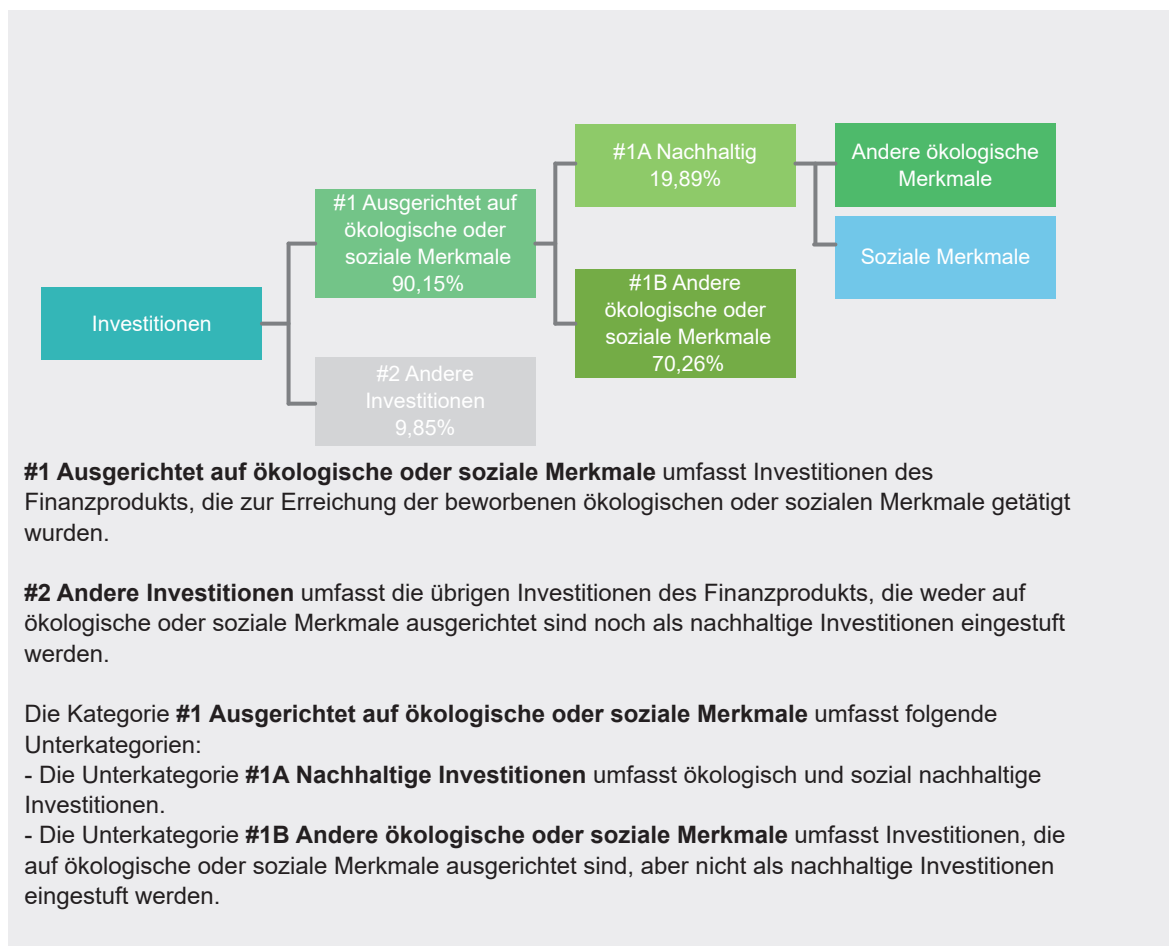 #1A Nachhaltig
19,89%
Andere ökologische
Merkmale
#1 Ausgerichtet auf
ökologische oder
soziale Merkmale
90,15%
Soziale Merkmale
#1B Andere
ökologische oder
soziale Merkmale
70,26%
Investitionen
#2 Andere
Investitionen
9,85%
#1 Ausgerichtet auf ökologische oder soziale Merkmale umfasst Investitionen des
Finanzprodukts, die zur Erreichung der beworbenen ökologischen oder sozialen Merkmale getätigt
wurden.
#2 Andere Investitionen umfasst die übrigen Investitionen des Finanzprodukts, die weder auf
ökologische oder soziale Merkmale ausgerichtet sind noch als nachhaltige Investitionen eingestuft
werden.
Die Kategorie #1 Ausgerichtet auf ökologische oder soziale Merkmale umfasst folgende
Unterkategorien:
- Die Unterkategorie #1A Nachhaltige Investitionen umfasst ökologisch und sozial nachhaltige
Investitionen.
- Die Unterkategorie #1B Andere ökologische oder soziale Merkmale umfasst Investitionen, die
auf ökologische oder soziale Merkmale ausgerichtet sind, aber nicht als nachhaltige Investitionen
eingestuft werden.